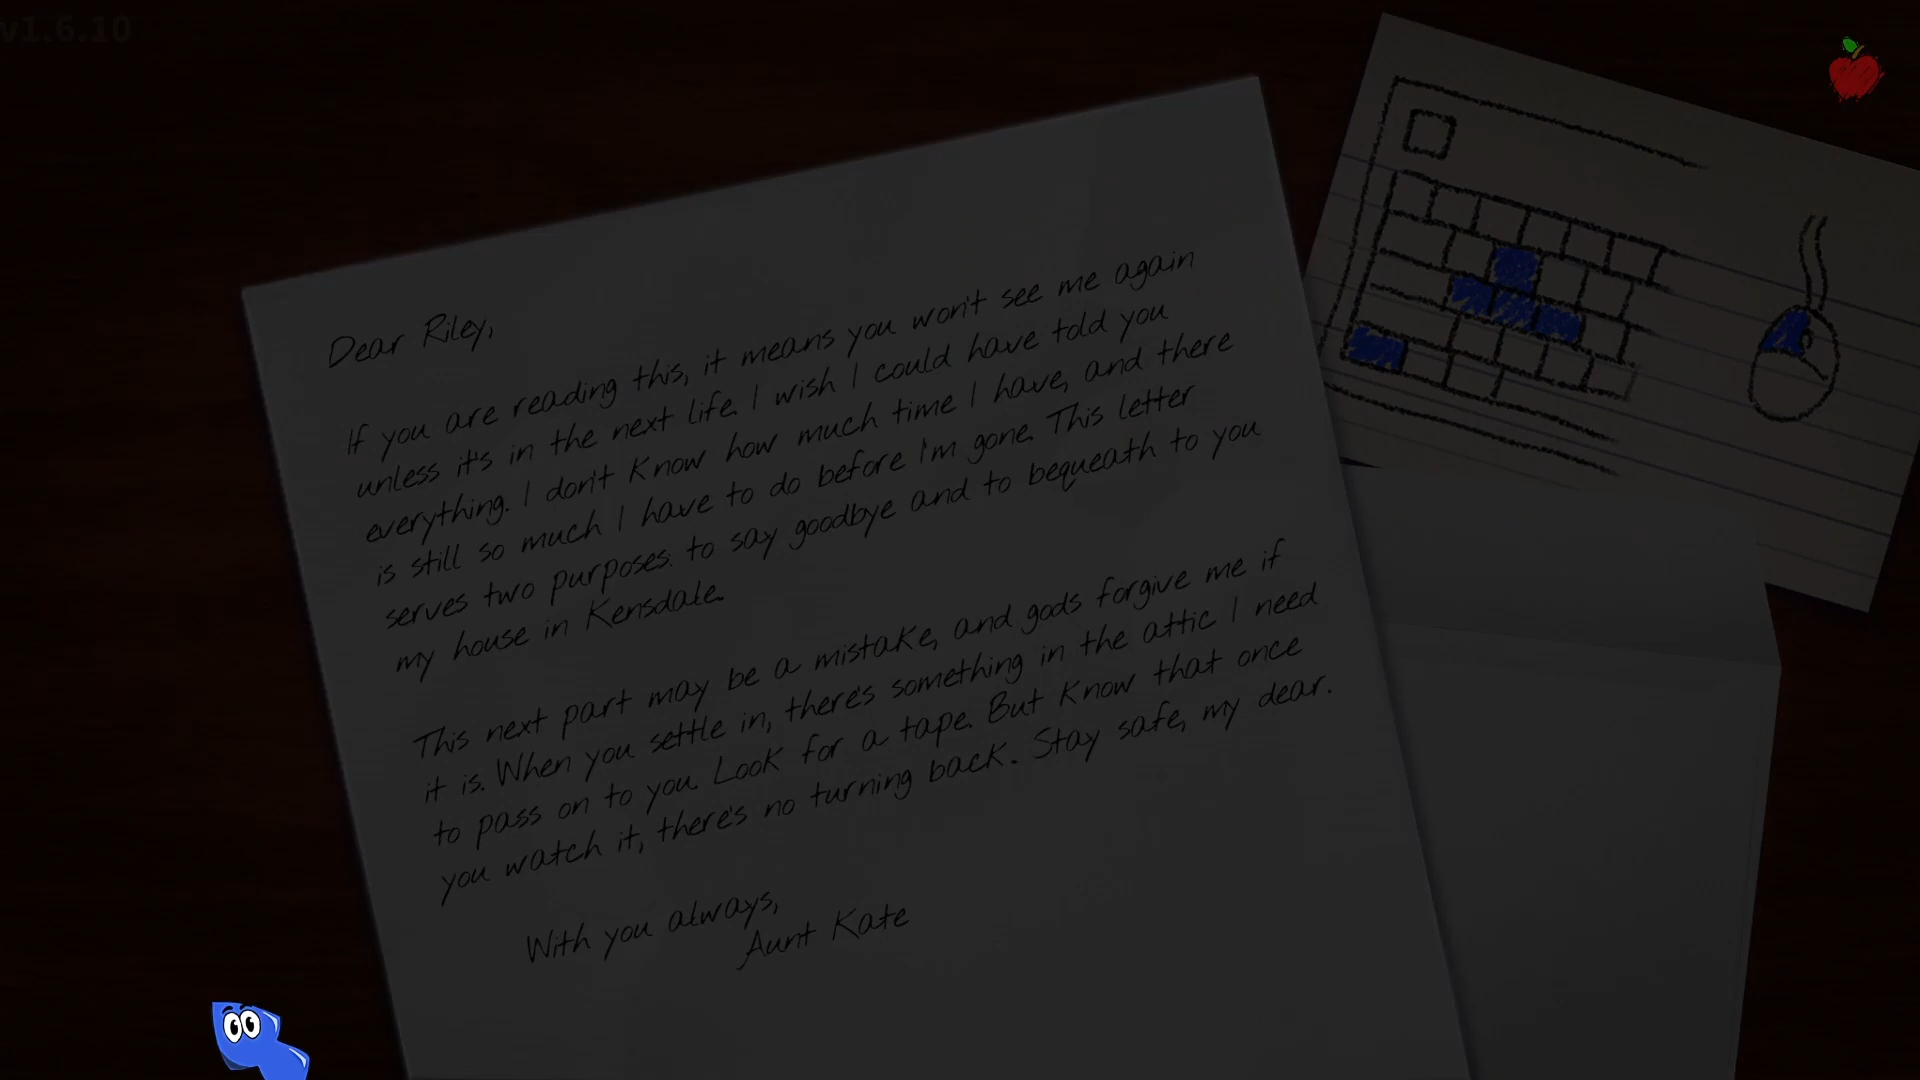 v1.6.10
Dear Riley,
If you are reading this, it means you won't see me again
unless it's in the next life. I wish I could have told you
everything. I don't know how much time I have, and there
is still so much I have to do before I'm gone. This letter
serves two purposes: to say goodbye and to bequeath to you
my house in Kensdale.
This next part may be a mistake, and gods forgive me if
it is. When you settle in, there's something in the attic I need
to pass on to you. Look for a tape. But know that once
you watch it, there's no turning back. Stay safe, my dear.
With you always,
Aunt Kate